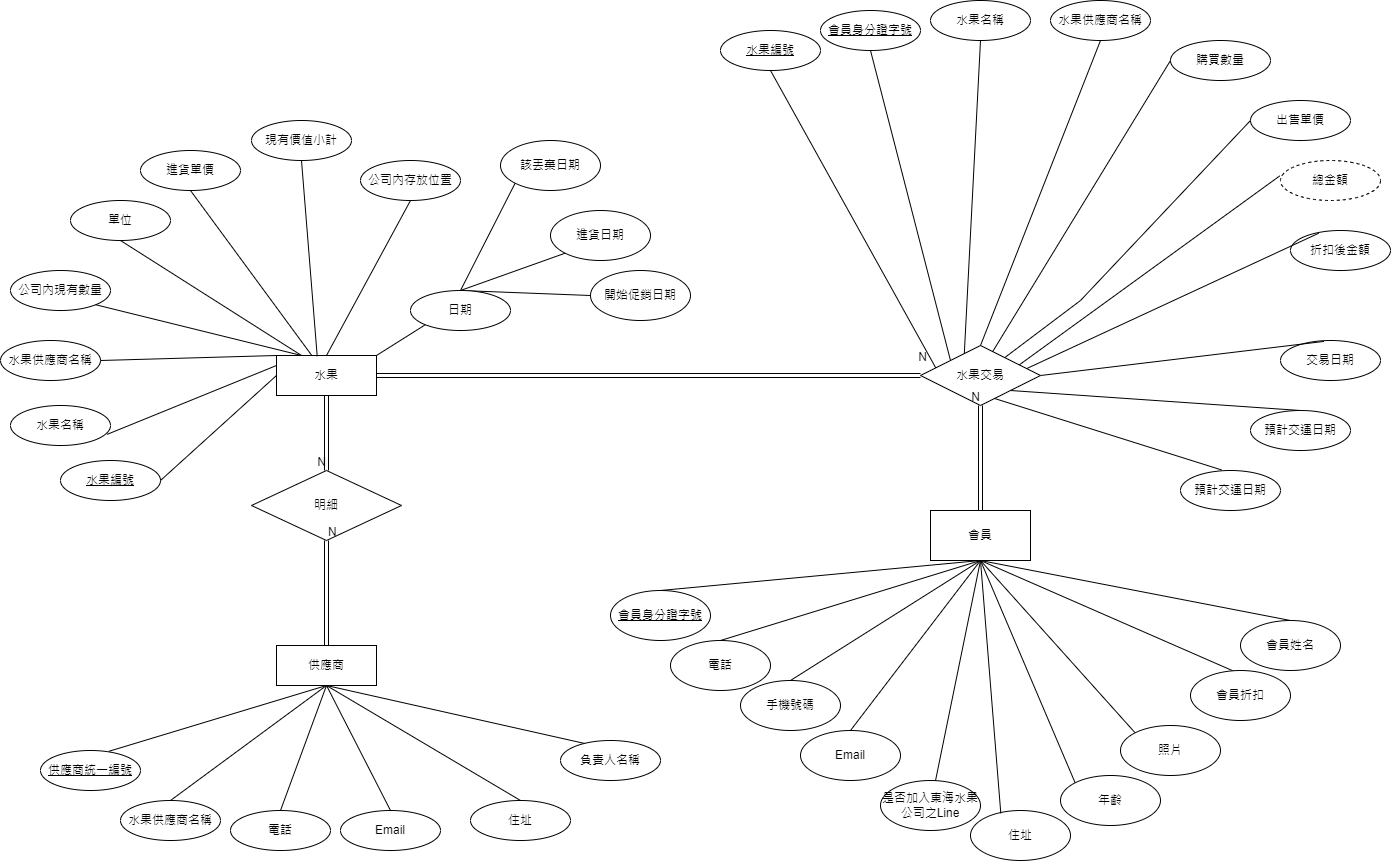 水果編號
會員身分證字號
水果名稱
水果供應商名稱
購買數量
出售單價
總金額
折扣後金額
交易日期
預計交運日期
預計交運日期
水果交易
N
N
現有價值小計
進貨單價
公司內存放位置
該丟棄日期
單位
進貨日期
公司內現有數量
開始促銷日期
日期
水果供應商名稱
水果
水果名稱
水果編號
N
明細
N
供應商
供應商統一編號
水果供應商名稱
電話
Email
住址
負責人名稱
會員
會員身分證字號
電話
手機號碼
Email
是否加入東海水果
公司之Line
住址
年齡
照片
會員折扣
會員姓名